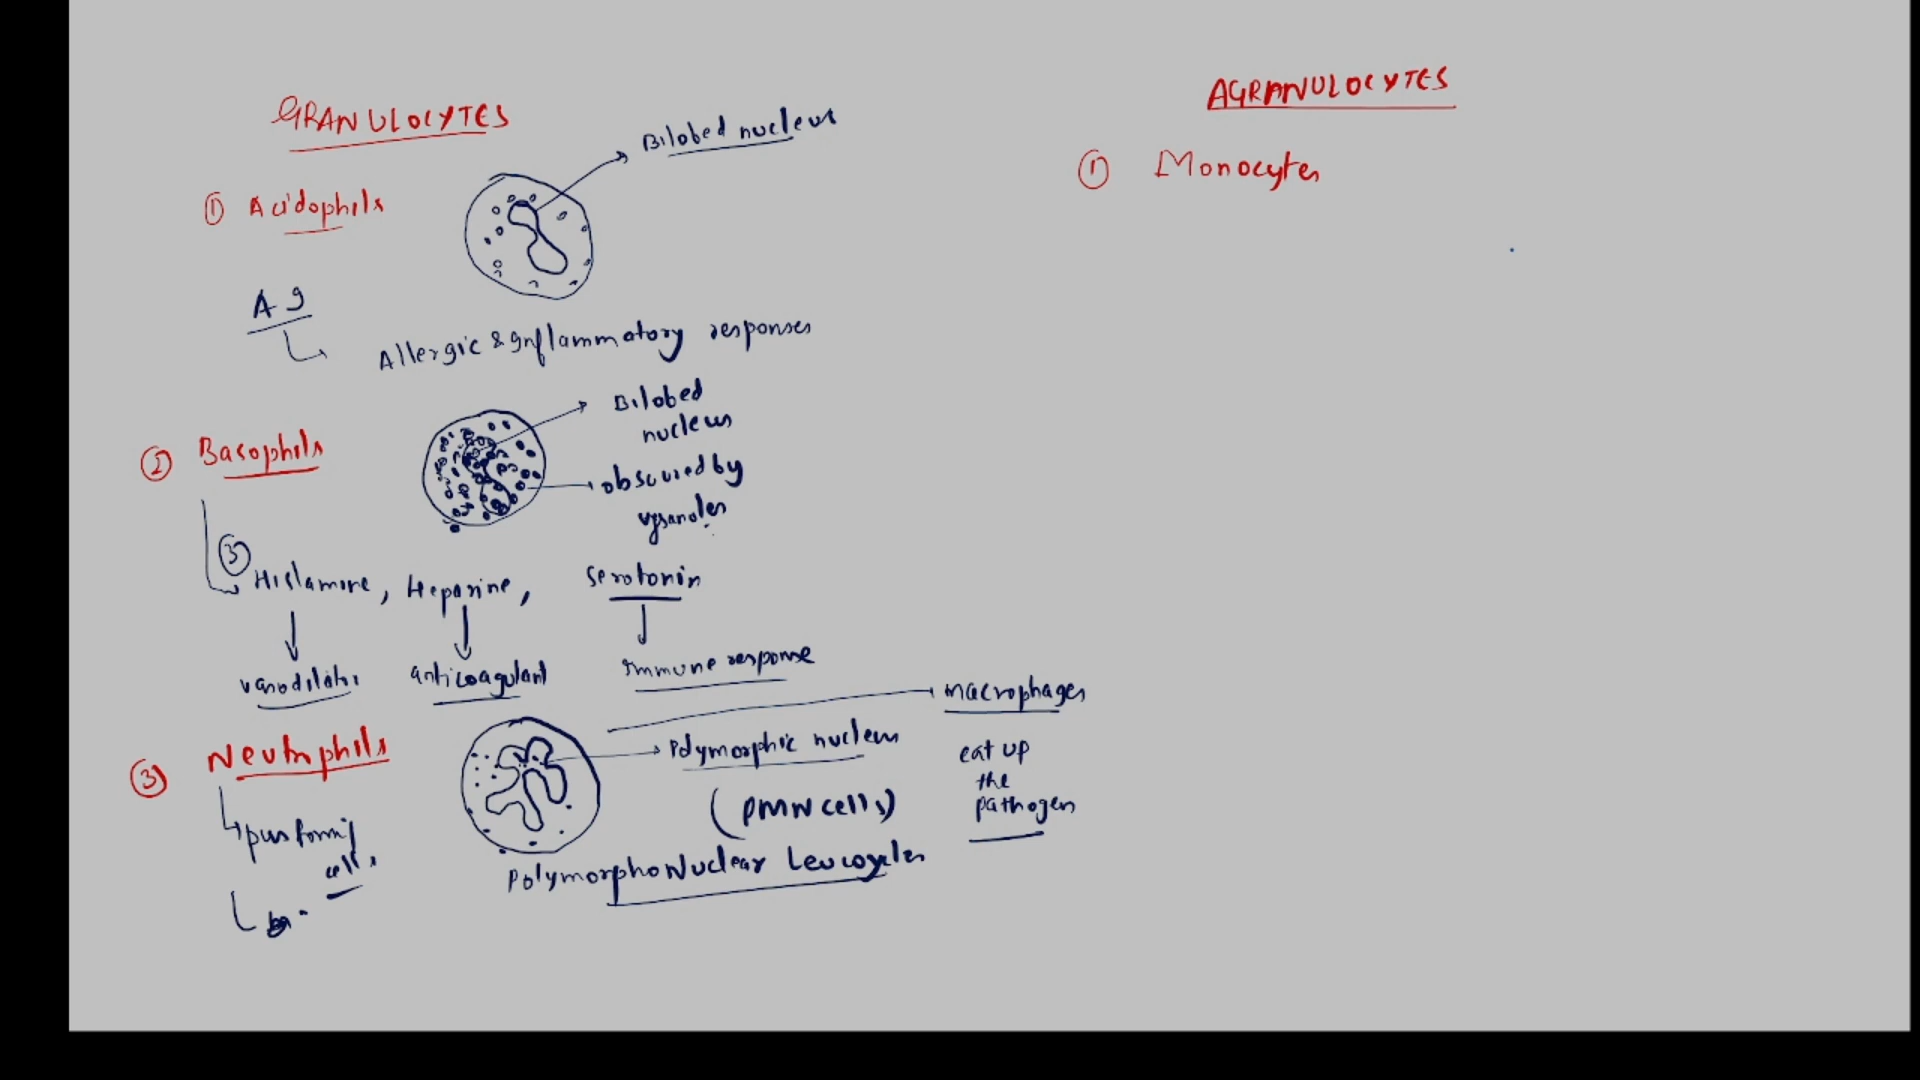 GRANULOCYTES
① Acidophils
Bilobed nucleus
Allergic & Inflammatory responses
② Basophils
Bilobed
nucleus
obscured by
granules
③
Histamine, Heparine, Serotonin
vasodilator
anticoagulant
Immune response
③ Neutrphils
Polymorphic nucleus
(PMN cells)
PolymorphoNuclear Leucocytes
pus forming
cells
macrophages
eat up
the
pathogen
AGRANULOCYTES
① Monocytes